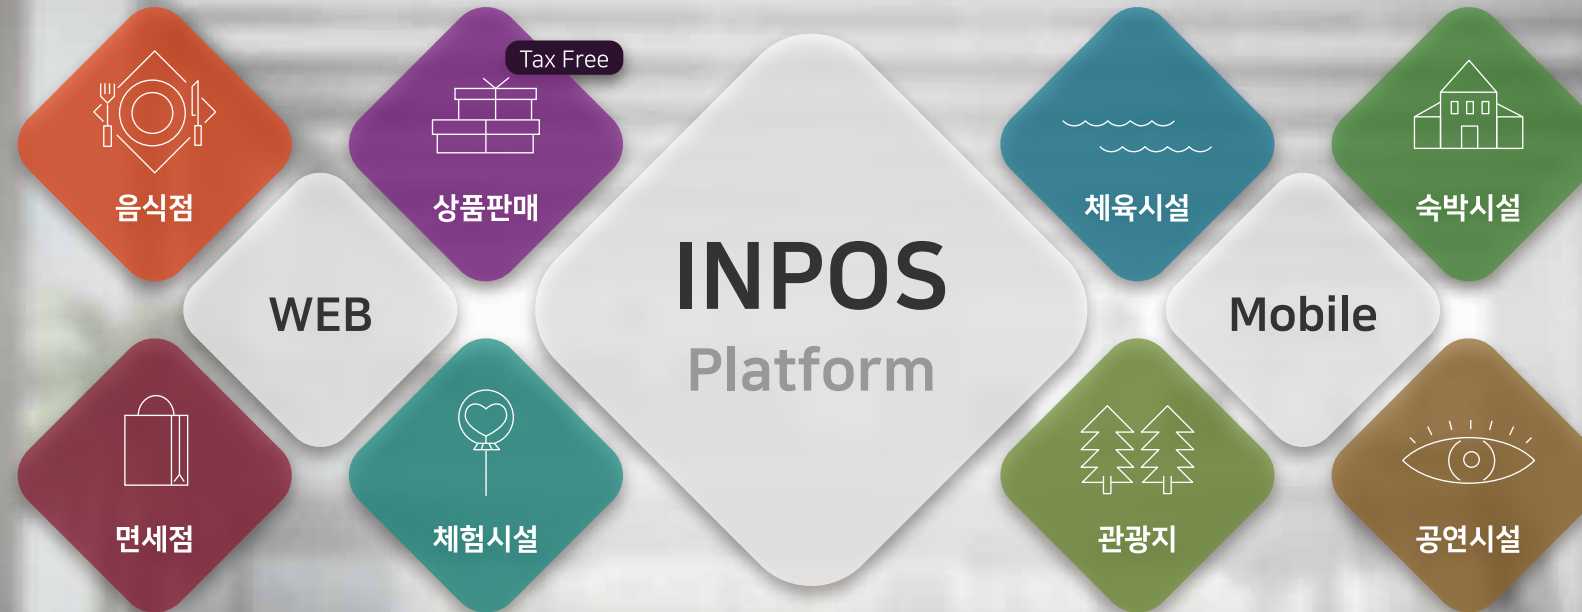 Tax Free
음식점
상품판매
체육시설
숙박시설
WEB
INPOS
Platform
Mobile
면세점
체험시설
관광지
공연시설